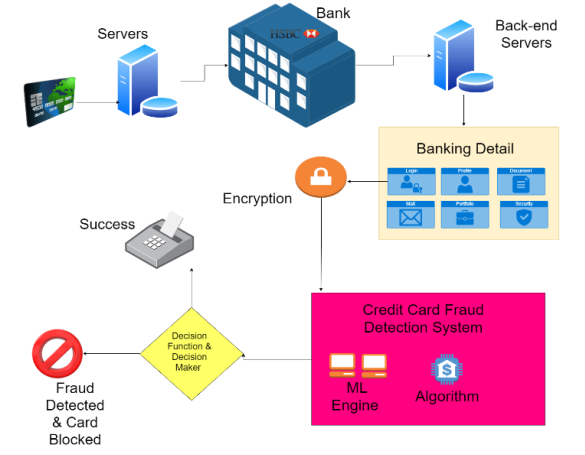 Servers
Bank
HSBC
Back-end
Servers
Banking Detail
Login
Profile
Document
Mail
Portfolio
Security
Encryption
Success
Credit Card Fraud
Detection System
ML
Engine
Algorithm
Decision
Function &
Decision
Maker
Fraud
Detected
& Card
Blocked